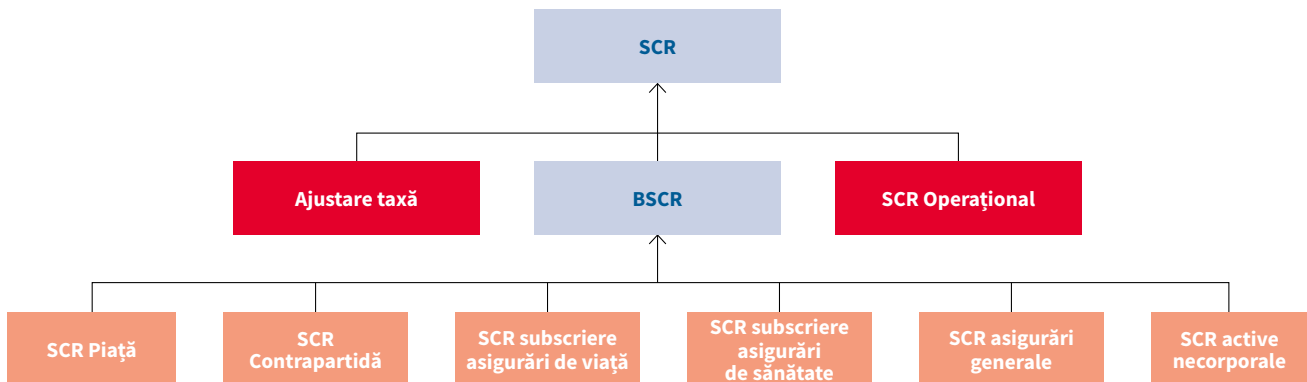 SCR
Ajustare taxă
BSCR
SCR Operațional
SCR Piață
SCR
Contrapartidă
SCR subscriere
asigurări de viață
SCR subscriere
asigurări
de sănătate
SCR asigurări
generale
SCR active
necorporale